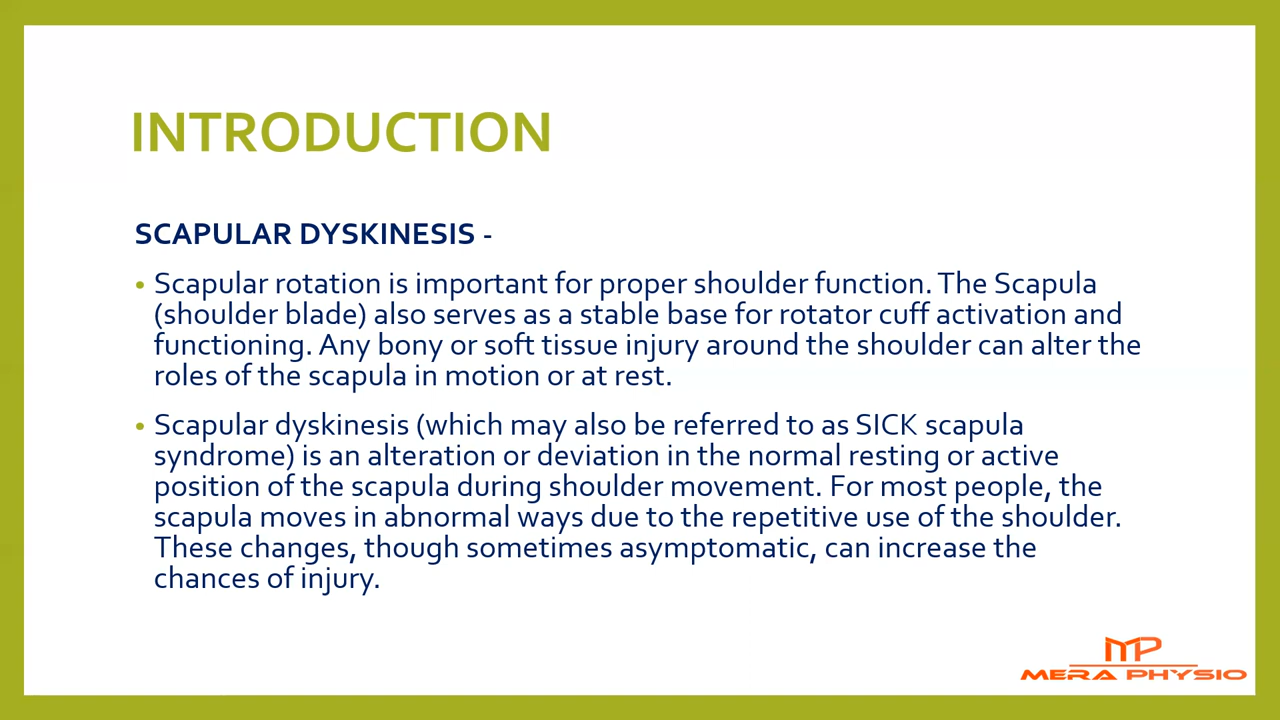 INTRODUCTION
SCAPULAR DYSKINESIS -
• Scapular rotation is important for proper shoulder function. The Scapula
(shoulder blade) also serves as a stable base for rotator cuff activation and
functioning. Any bony or soft tissue injury around the shoulder can alter the
roles of the scapula in motion or at rest.
• Scapular dyskinesis (which may also be referred to as SICK scapula
syndrome) is an alteration or deviation in the normal resting or active
position of the scapula during shoulder movement. For most people, the
scapula moves in abnormal ways due to the repetitive use of the shoulder.
These changes, though sometimes asymptomatic, can increase the
chances of injury.
MP
MERA PHYSIO